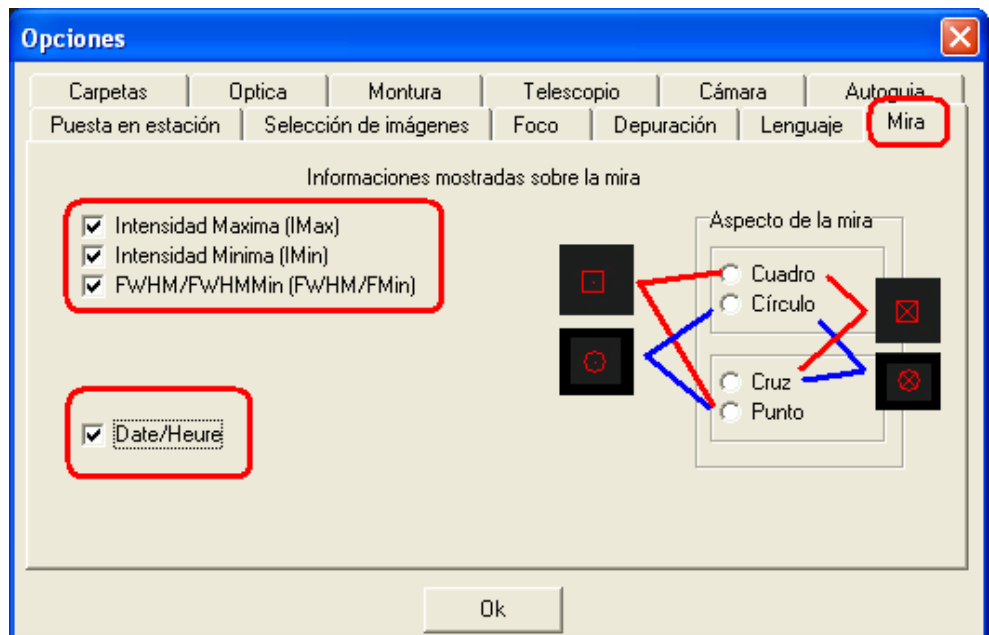 Opciones
Carpetas Optica Montura Telescopio Cámara Autoguia
Puesta en estación Selección de imágenes Foco Depuración Lenguaje Mira
Informaciones mostradas sobre la mira
Intensidad Maxima (IMax)
Intensidad Minima (IMin)
FWHM/FWHMMin (FWHM/FMin)
Date/Heure
Aspecto de la mira
Cuadro
Círculo
Cruz
Punto
Ok